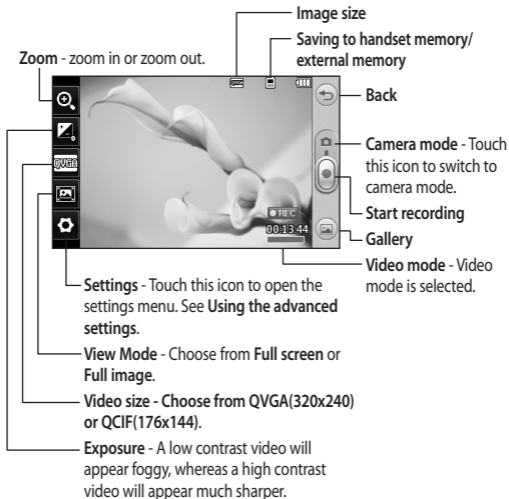 Image size
Saving to handset memory/
external memory
Zoom - zoom in or zoom out.
Back
QVGA
Camera mode - Touch
this icon to switch to
camera mode.
Start recording
REC
00:13:44
Gallery
Video mode - Video
mode is selected.
Settings - Touch this icon to open the
settings menu. See Using the advanced
settings.
View Mode - Choose from Full screen or
Full image.
Video size - Choose from QVGA(320x240)
or QCIF(176x144).
Exposure - A low contrast video will
appear foggy, whereas a high contrast
video will appear much sharper.